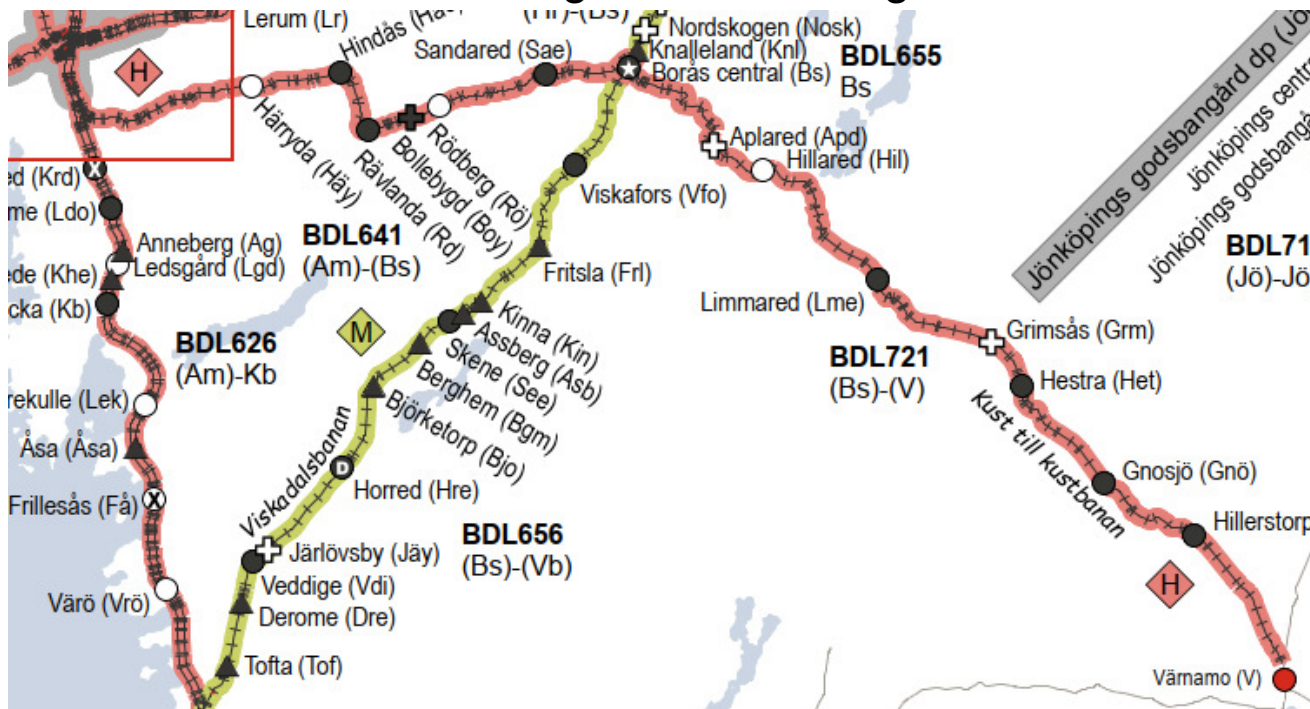 Lerum (Lr)
Nordskogen (Nosk)
Knalleland (Knl)
Borås central (Bs)
BDL655
Bs
Sandared (Sae)
H
Härryda (Häy)
Rävlanda (Rd)
Bollebygd (Boy)
Rödberg (Rö)
Aplared (Apd)
Hillared (Hil)
Viskafors (Vfo)
Jönköpings godsbangård dp (Jö
Jönköpings centra
Jönköpings godsbangå
BDL71
(Jö)-Jö
X
ed (Krd)
me (Ldo)
Anneberg (Ag)
Ledsgård (Lgd)
ede (Khe)
cka (Kb)
BDL641
(Am)-(Bs)
Fritsla (Frl)
Limmared (Lme)
M
BDL626
(Am)-Kb
Kinna (Kin)
Assberg (Asb)
Skene (See)
Berghem (Bgm)
Björketorp (Bjo)
BDL721
(Bs)-(V)
Grimsås (Grm)
Hestra (Het)
rekulle (Lek)
Åsa (Åsa)
Kust till kustbanan
Viskadalsbanan
D
Horred (Hre)
Gnosjö (Gnö)
X
Frillesås (Få)
Hillerstorp
BDL656
(Bs)-(Vb)
Järlövsby (Jäy)
Veddige (Vdi)
Derome (Dre)
Värö (Vrö)
H
Tofta (Tof)
Värnamo (V)